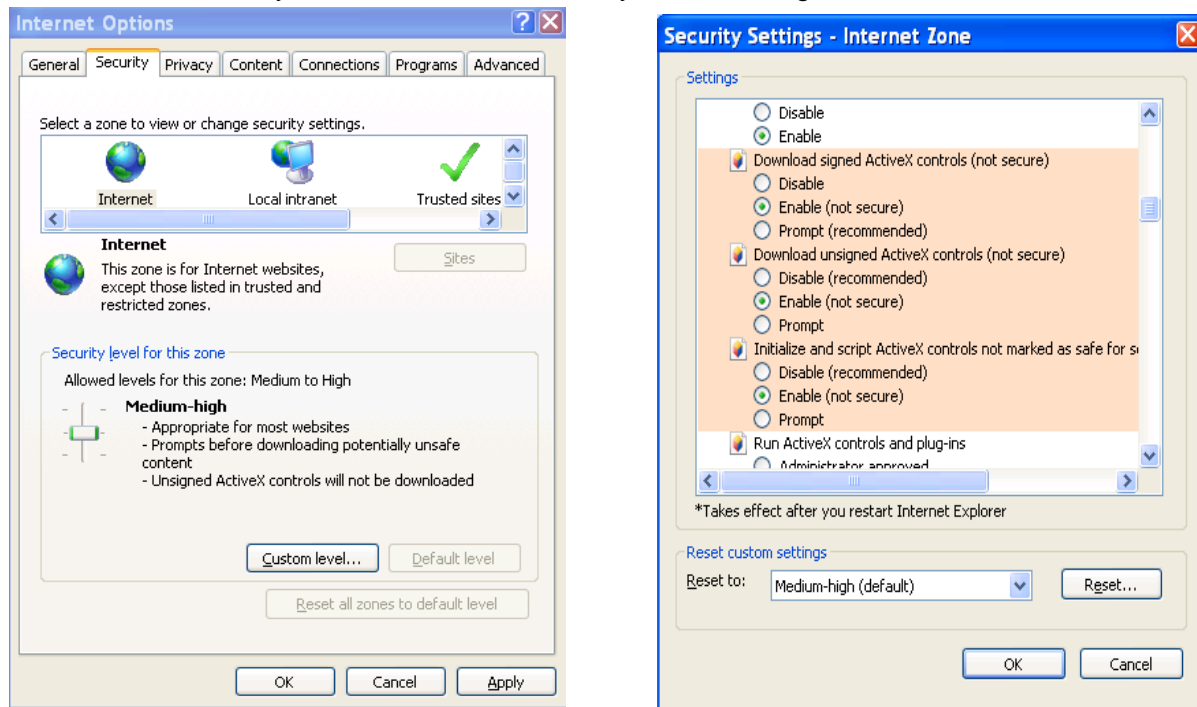 Internet Options
General Security Privacy Content Connections Programs Advanced
Select a zone to view or change security settings.
Internet Local intranet Trusted sites
Internet
This zone is for Internet websites,
except those listed in trusted and
restricted zones.
Sites
Security level for this zone
Allowed levels for this zone: Medium to High
Medium-high
- Appropriate for most websites
- Prompts before downloading potentially unsafe
content
- Unsigned ActiveX controls will not be downloaded
Custom level... Default level
Reset all zones to default level
OK Cancel Apply
Security Settings - Internet Zone
Settings
Disable
Enable
Download signed ActiveX controls (not secure)
Disable
Enable (not secure)
Prompt (recommended)
Download unsigned ActiveX controls (not secure)
Disable (recommended)
Enable (not secure)
Prompt
Initialize and script ActiveX controls not marked as safe for s
Disable (recommended)
Enable (not secure)
Prompt
Run ActiveX controls and plug-ins
Administrator approved
*Takes effect after you restart Internet Explorer
Reset custom settings
Reset to: Medium-high (default) Reset...
OK Cancel